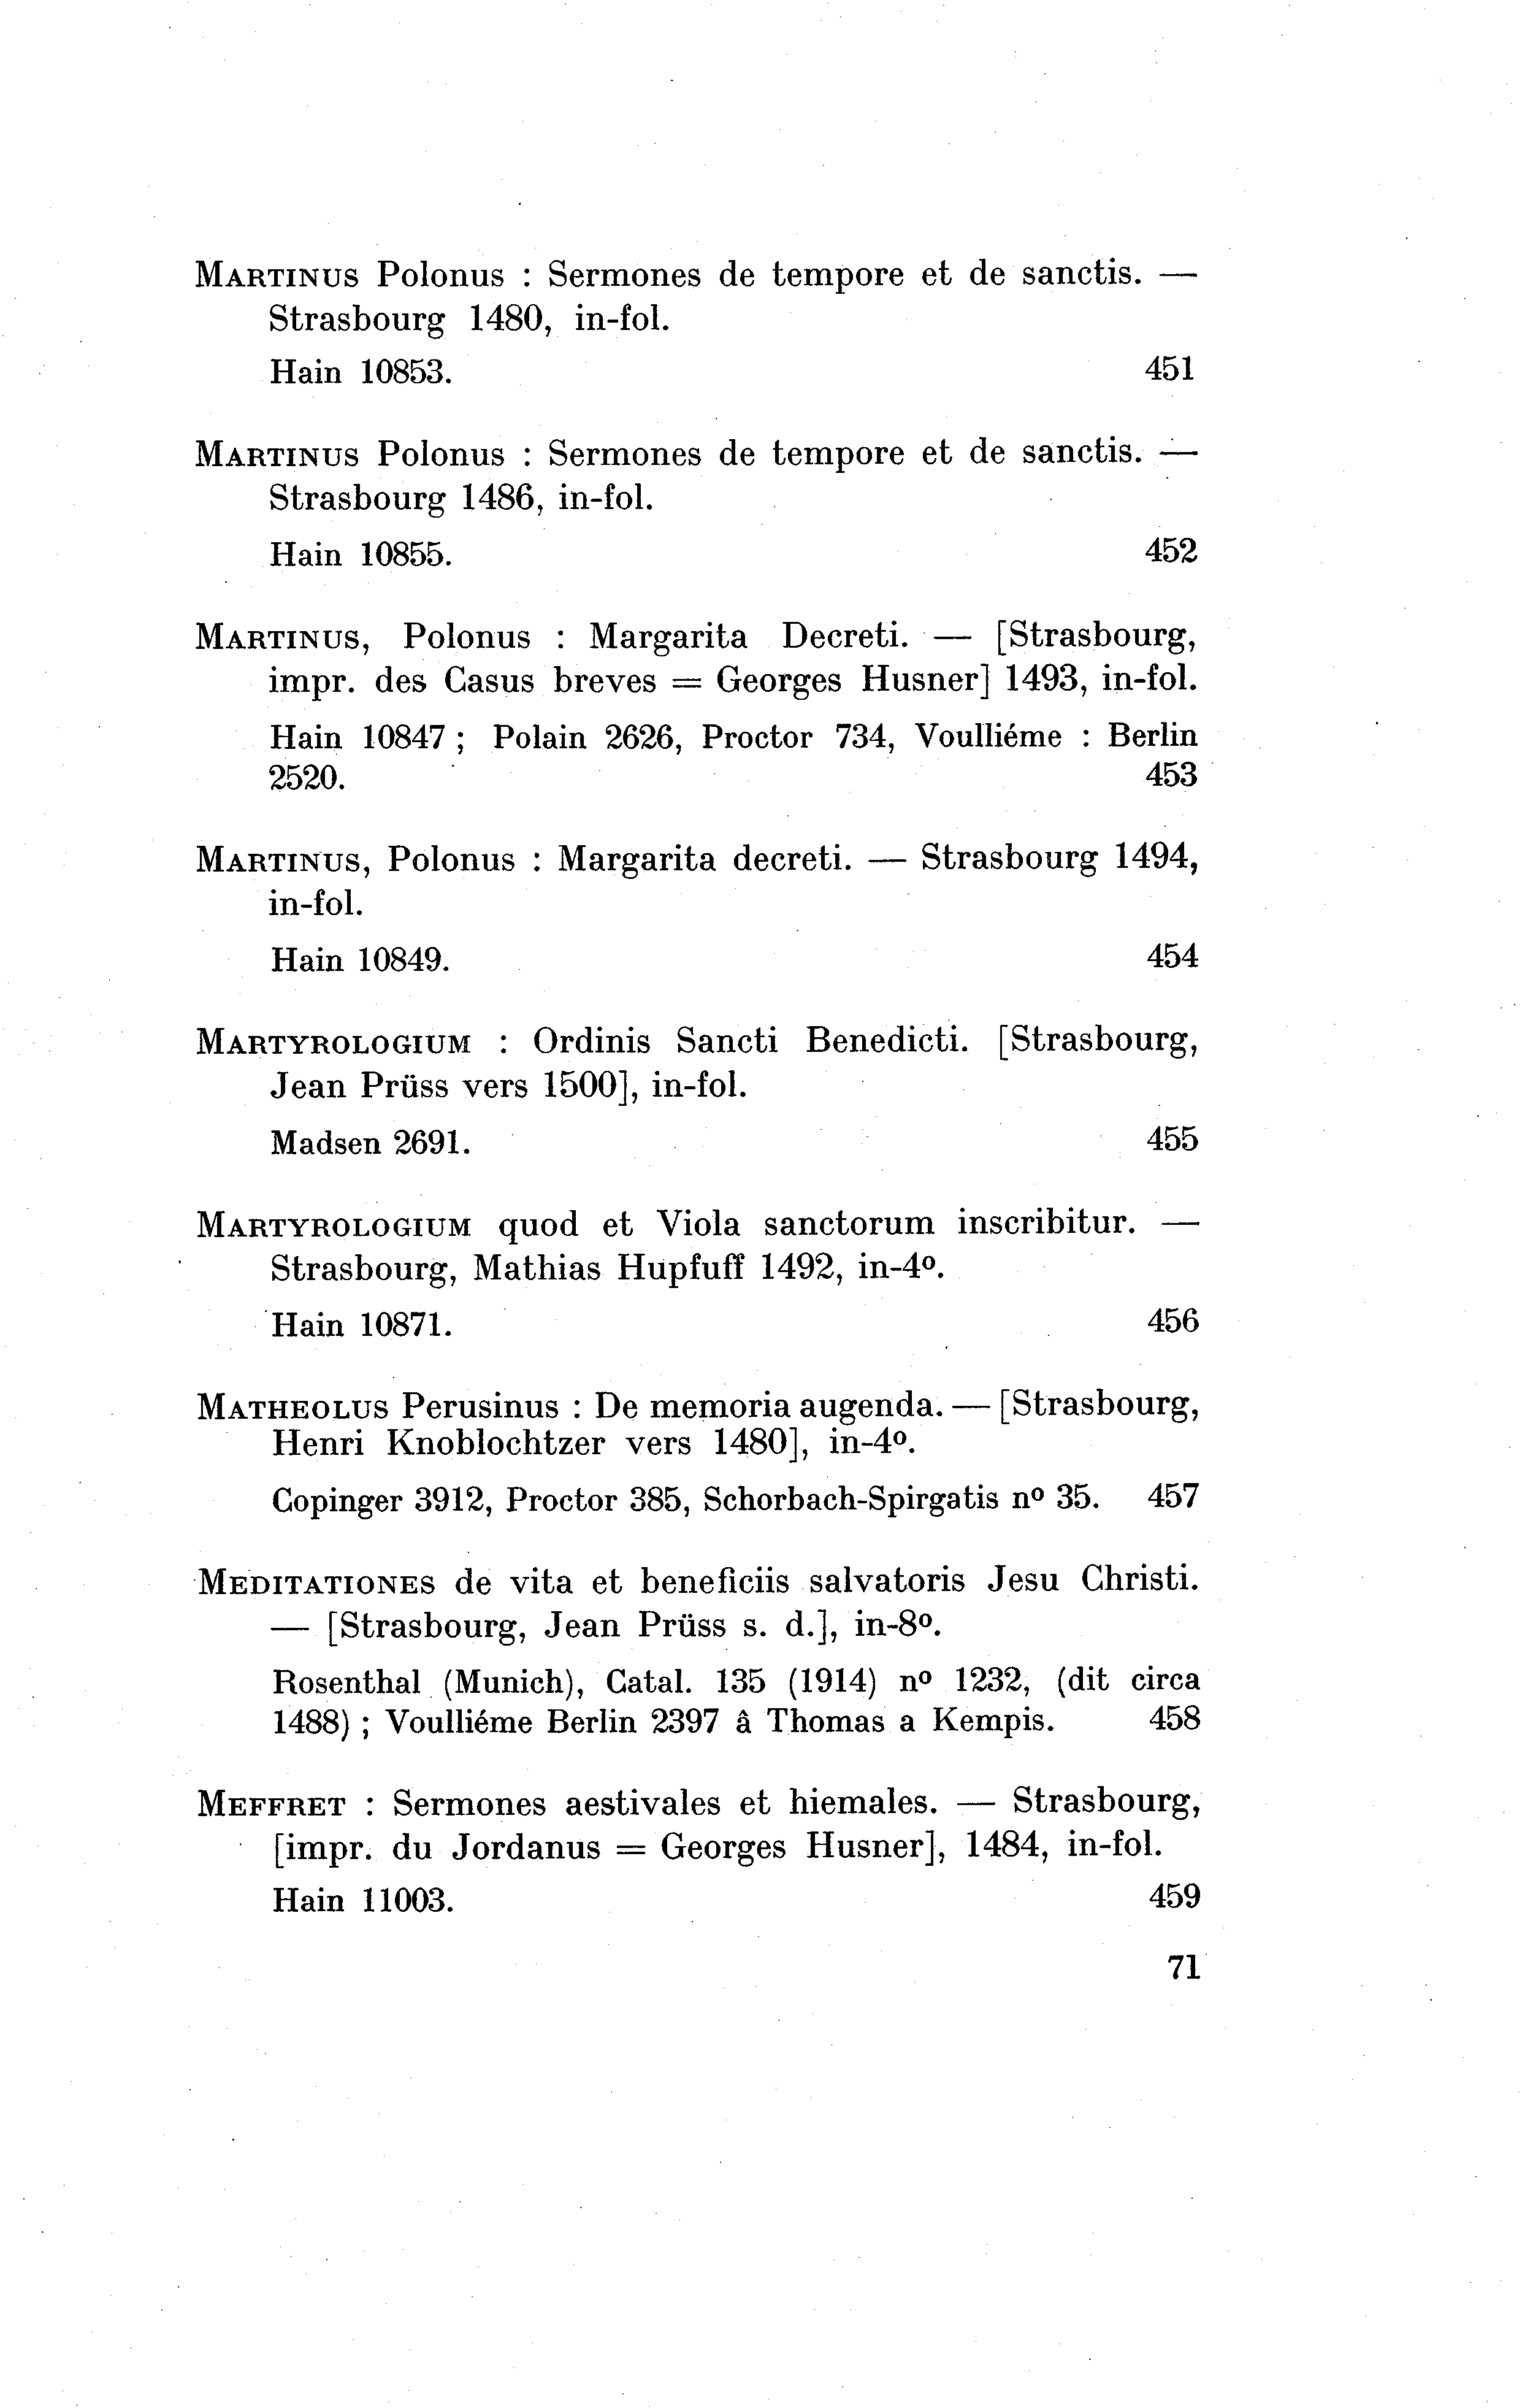 MARTINUS Polonus : Sermones de tempore et de sanctis. —
Strasbourg 1480, in-fol.
Hain 10853. 451
MARTINUS Polonus : Sermones de tempore et de sanctis. —
Strasbourg 1486, in-fol.
Hain 10855. 452
MARTINUS, Polonus : Margarita Decreti. — [Strasbourg,
impr. des Casus breves = Georges Husner] 1493, in-fol.
Hain 10847 ; Polain 2626, Proctor 734, Voulliéme : Berlin
2520. 453
MARTINUS, Polonus : Margarita decreti. — Strasbourg 1494,
in-fol.
Hain 10849. 454
MARTYROLOGIUM : Ordinis Sancti Benedicti. [Strasbourg,
Jean Prüss vers 1500], in-fol.
Madsen 2691. 455
MARTYROLOGIUM quod et Viola sanctorum inscribitur. —
Strasbourg, Mathias Hupfuff 1492, in-4º.
Hain 10871. 456
MATHEOLUS Perusinus : De memoria augenda. — [Strasbourg,
Henri Knoblochtzer vers 1480], in-4º.
Copinger 3912, Proctor 385, Schorbach-Spirgatis nº 35. 457
MEDITATIONES de vita et beneficiis salvatoris Jesu Christi.
— [Strasbourg, Jean Prüss s. d.], in-8º.
Rosenthal (Munich), Catal. 135 (1914) nº 1232, (dit circa
1488) ; Voulliéme Berlin 2397 â Thomas a Kempis. 458
MEFFRET : Sermones aestivales et hiemales. — Strasbourg,
[impr. du Jordanus = Georges Husner], 1484, in-fol.
Hain 11003. 459
71